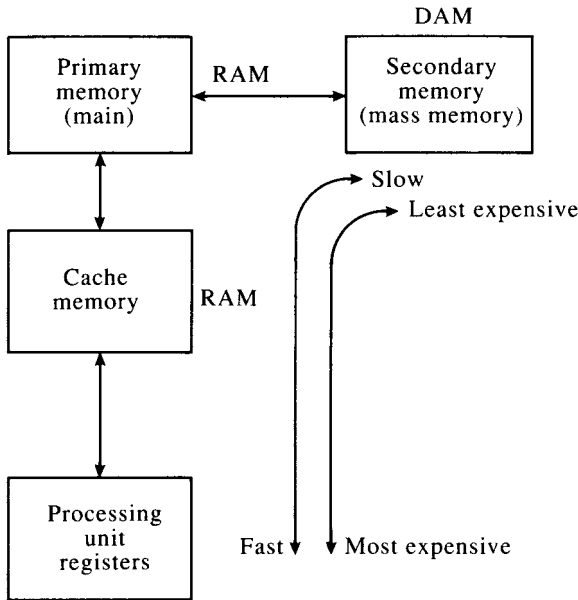 DAM
Primary
memory
(main)
RAM
Secondary
memory
(mass memory)
Slow
Least expensive
Cache
memory
RAM
Processing
unit
registers
Fast
Most expensive